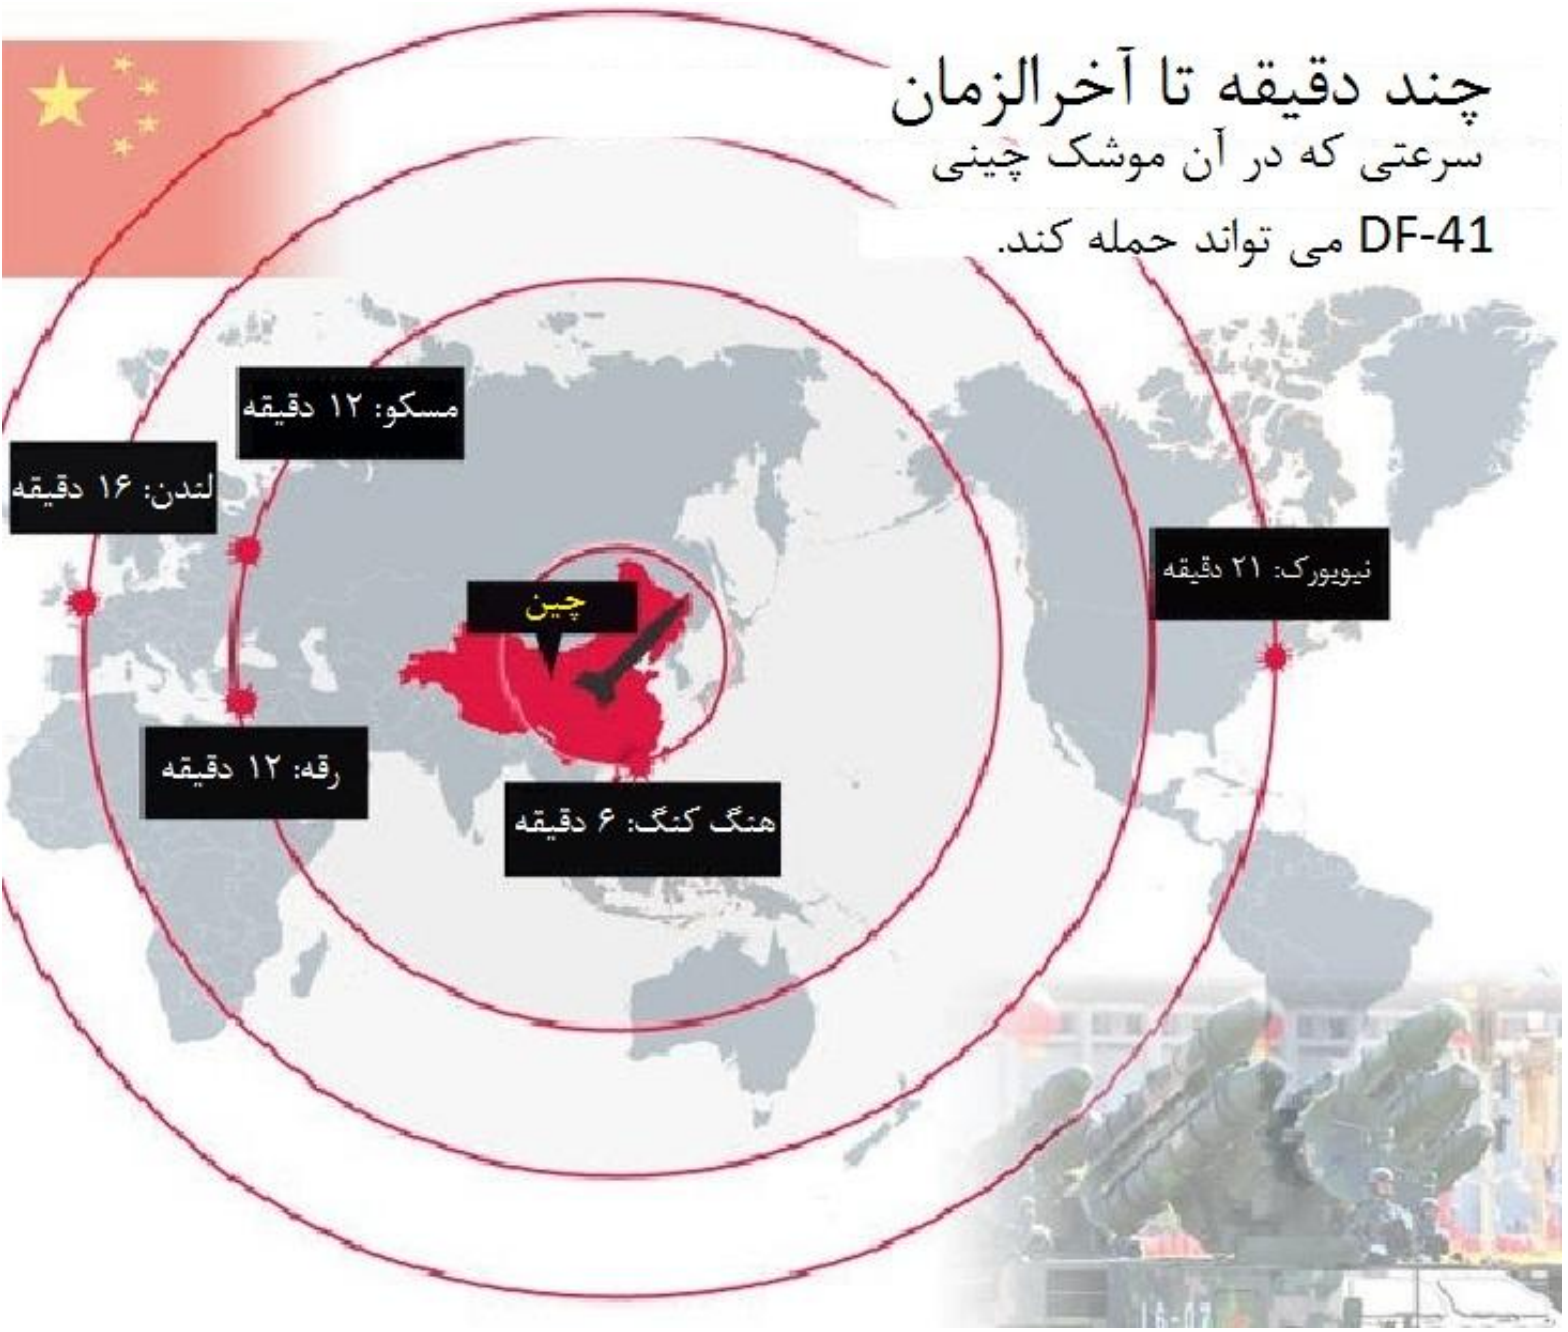 چند دقیقه تا آخرالزمان
سرعتی که در آن موشک چینی
DF-41 می تواند حمله کند.
مسکو: ۱۲ دقیقه
لندن: ۱۶ دقیقه
نیویورک: ۲۱ دقیقه
چین
رقه: ۱۲ دقیقه
هنگ کنگ: ۶ دقیقه